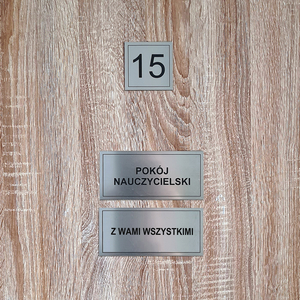 15
POKÓJ
NAUCZYCIELSKI
Z WAMI WSZYSTKIMI